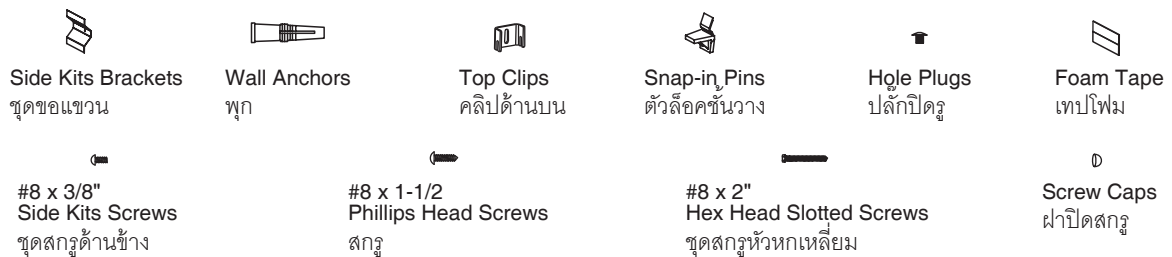 Side Kits Brackets
ชุดขอแขวน
Wall Anchors
พุก
Top Clips
คลิปด้านบน
Snap-in Pins
ตัวล็อคชั้นวาง
Hole Plugs
ปลั๊กปิดรู
Foam Tape
เทปโฟม
#8 x 3/8"
Side Kits Screws
ชุดสกรูด้านข้าง
#8 x 1-1/2
Phillips Head Screws
สกรู
#8 x 2"
Hex Head Slotted Screws
ชุดสกรูหัวหกเหลี่ยม
Screw Caps
ฝาปิดสกรู